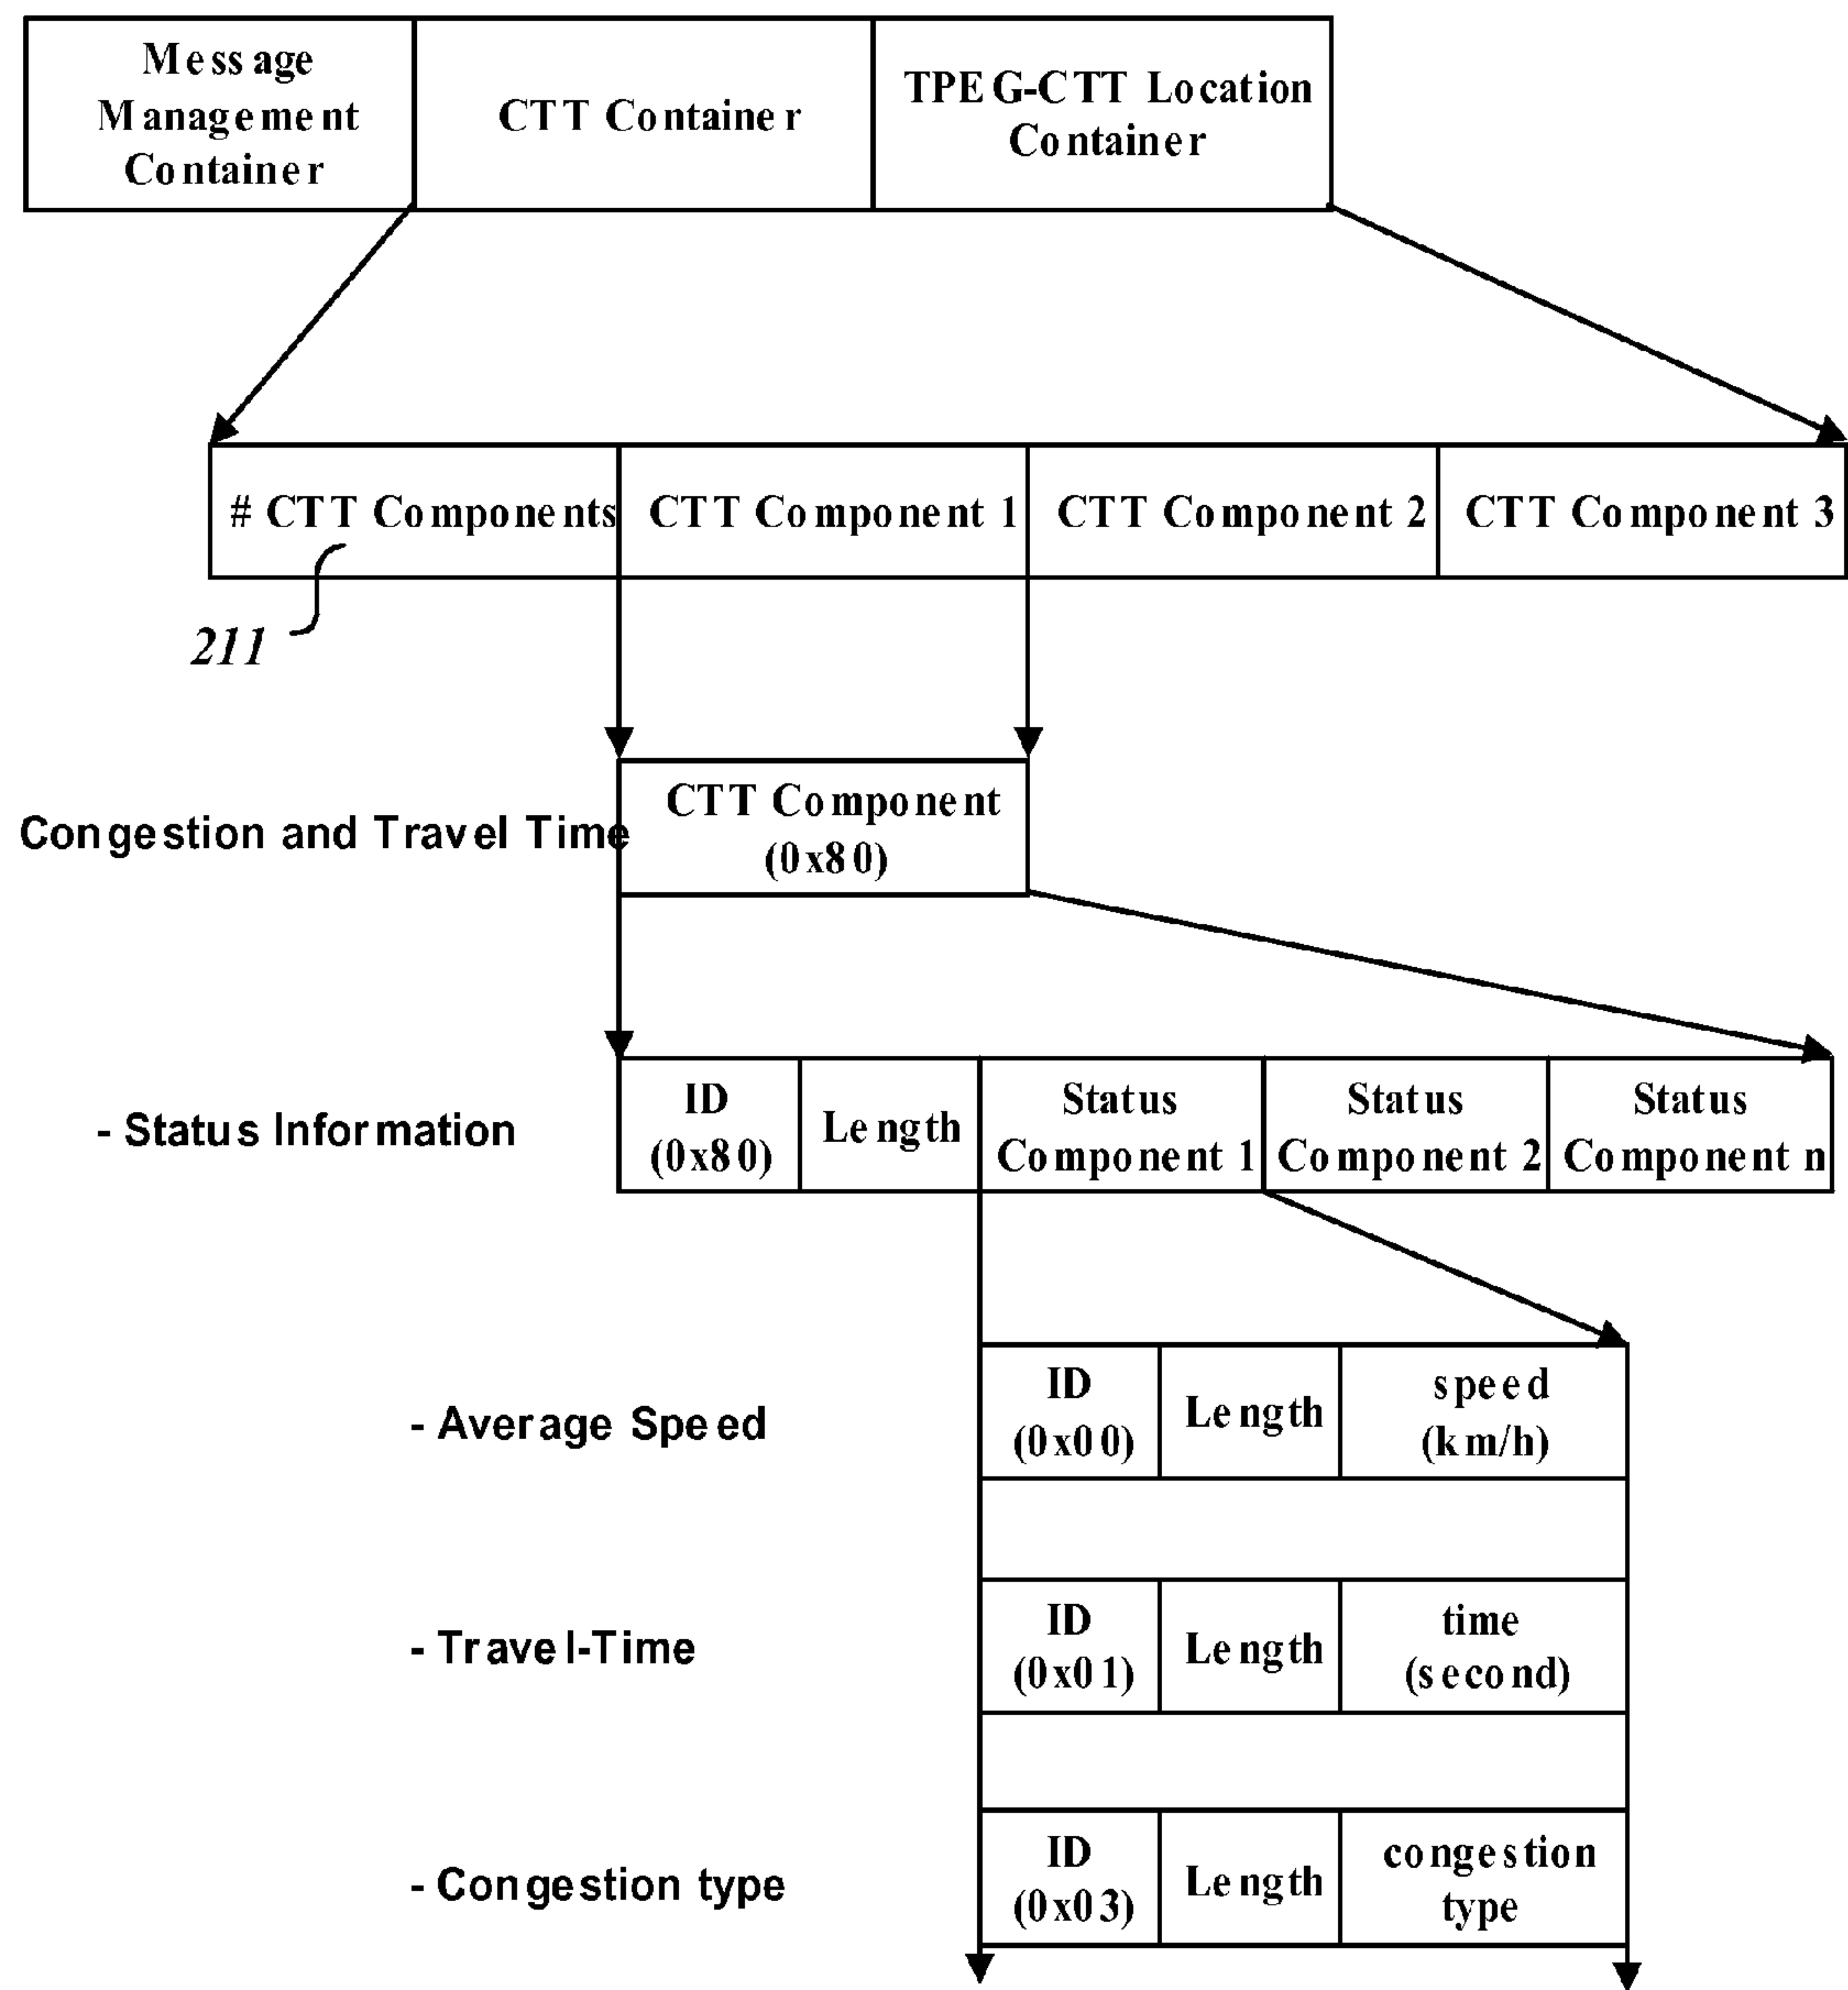 Message
Management
Container
CTT Container
TPEG-CTT Location
Container
# CTT Components
CTT Component 1
CTT Component 2
CTT Component 3
211
Congestion and Travel Time
CTT Component
(0x80)
- Status Information
ID
(0x80)
Length
Status
Component 1
Status
Component 2
Status
Component n
- Average Speed
ID
(0x00)
Length
speed
(km/h)
- Travel-Time
ID
(0x01)
Length
time
(second)
- Congestion type
ID
(0x03)
Length
congestion
type